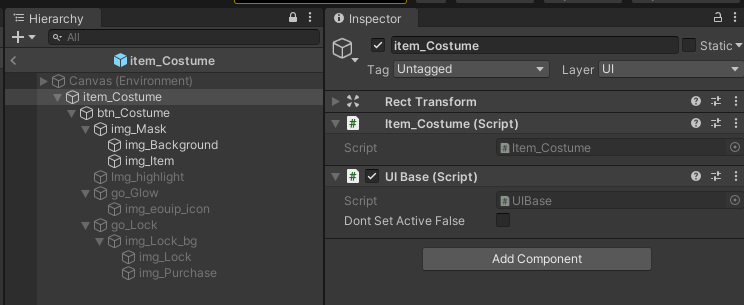 Hierarchy
All
item_Costume
Canvas (Environment)
item_Costume
btn_Costume
img_Mask
img_Background
img_Item
Img_highlight
go_Glow
img_eouip_icon
go_Lock
img_Lock_bg
img_Lock
img_Purchase
Inspector
item_Costume
Static
Tag Untagged Layer UI
Rect Transform
Item_Costume (Script)
Script Item_Costume
UI Base (Script)
Script UIBase
Dont Set Active False
Add Component